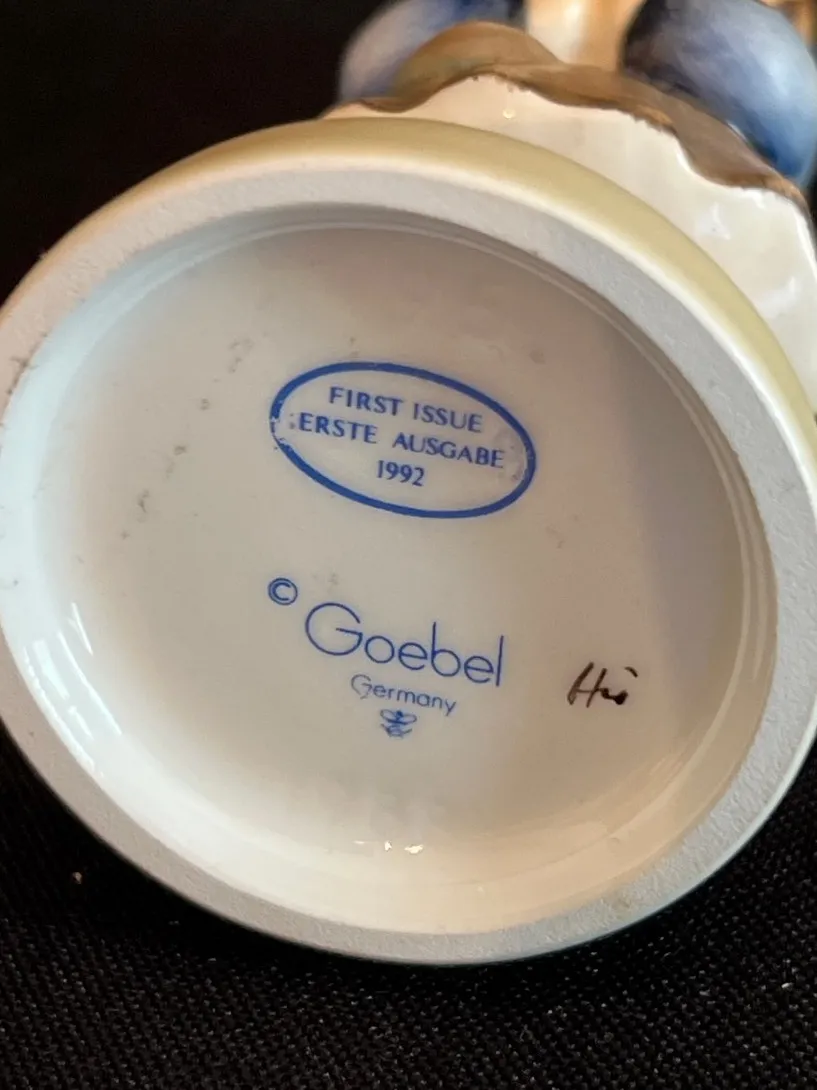 FIRST ISSUE
ERSTE AUSGABE
1992
© Goebel
Germany